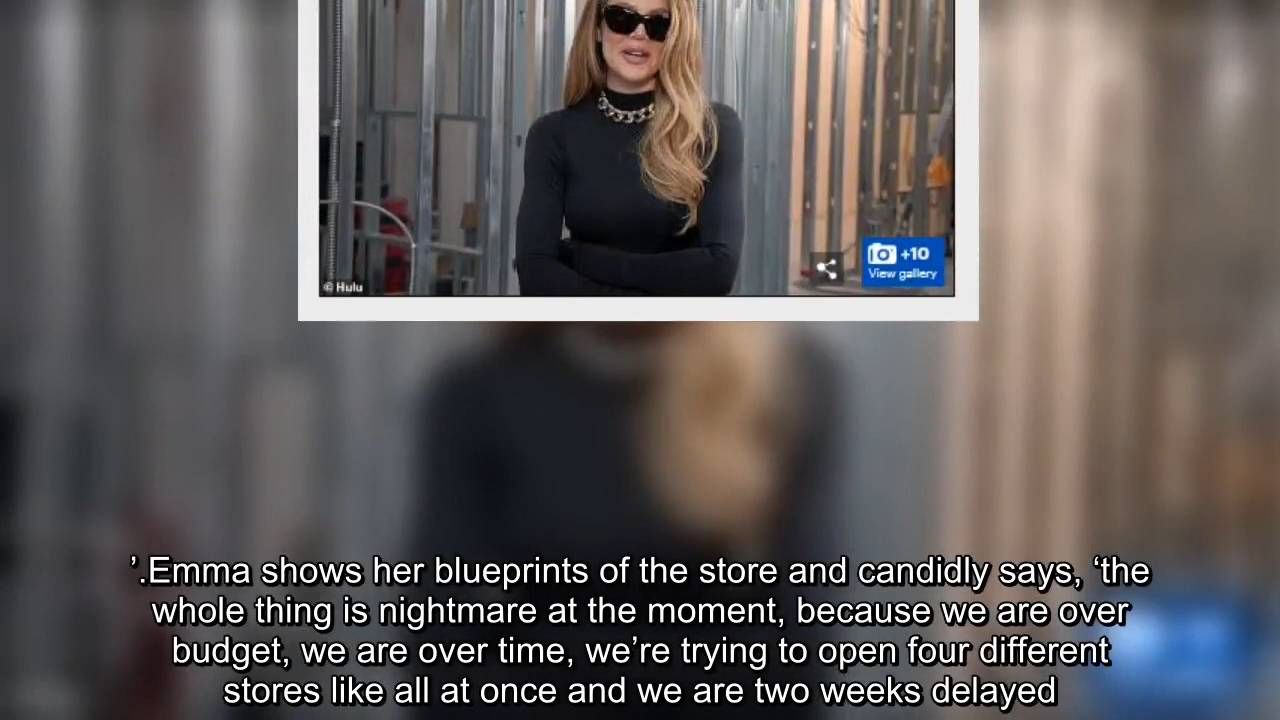 +10
View gallery
© Hulu
’.Emma shows her blueprints of the store and candidly says, ‘the
whole thing is nightmare at the moment, because we are over
budget, we are over time, we’re trying to open four different
stores like all at once and we are two weeks delayed